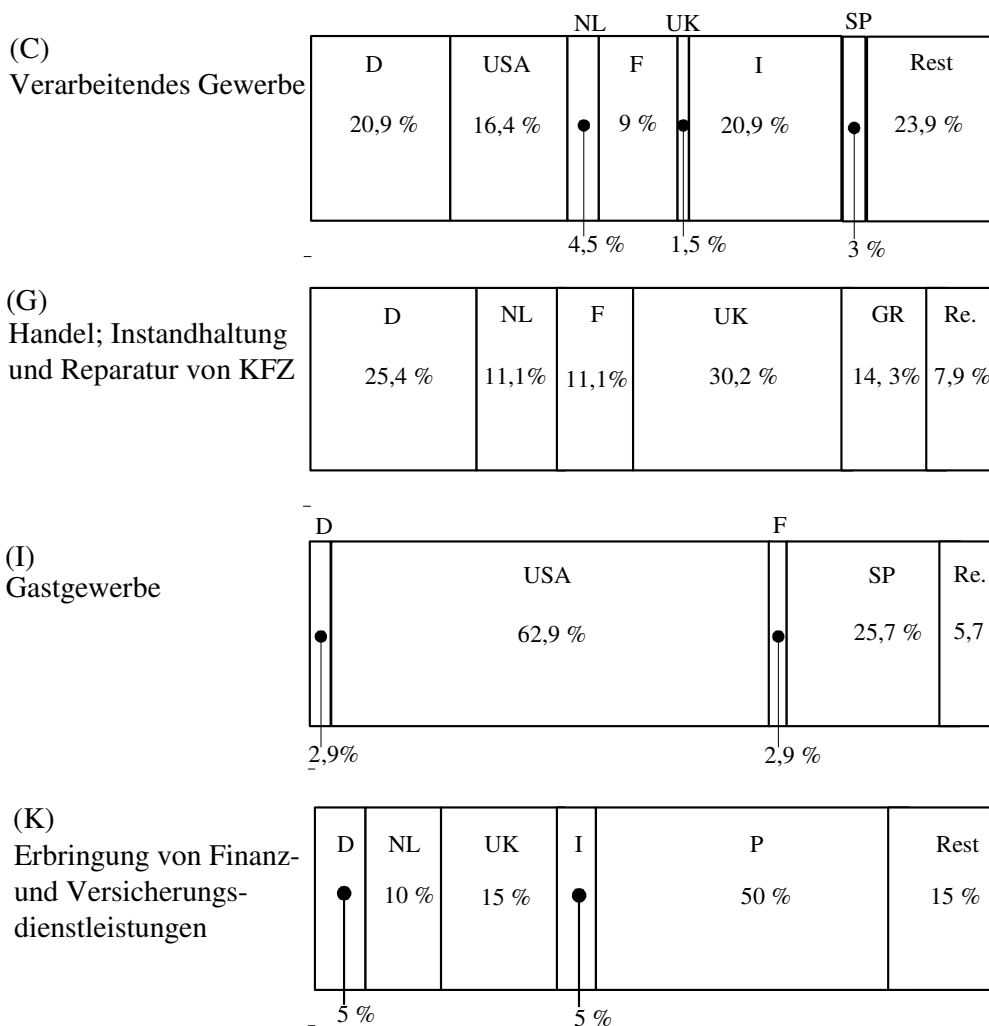 (C)
Verarbeitendes Gewerbe
NL UK SP
D USA F I Rest
20,9 % 16,4 % 9 % 20,9 % 23,9 %
4,5 % 1,5 % 3 %
(G)
Handel; Instandhaltung
und Reparatur von KFZ
D NL F UK GR Re.
25,4 % 11,1% 11,1% 30,2 % 14, 3% 7,9 %
(I)
Gastgewerbe
D F
USA SP Re.
62,9 % 25,7 % 5,7
2,9% 2,9 %
(K)
Erbringung von Finanz-
und Versicherungs-
dienstleistungen
D NL UK I P Rest
10 % 15 % 50 % 15 %
5 % 5 %